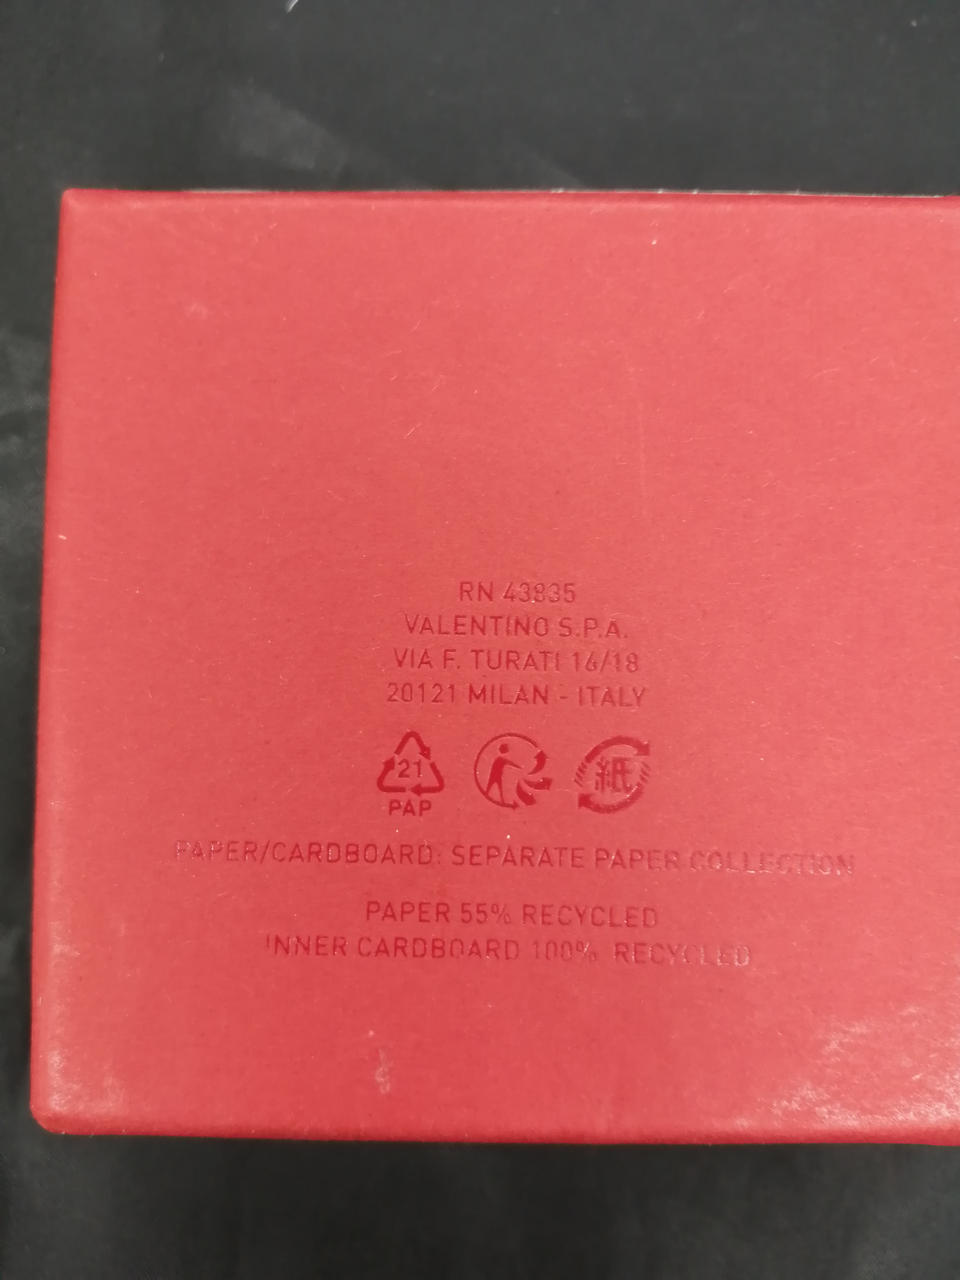 RN 43835
VALENTINO S.P.A.
VIA F. TURATI 16/18
20121 MILAN - ITALY
21
紙
PAP
PAPER/CARDBOARD: SEPARATE PAPER COLLECTION
PAPER 55% RECYCLED
INNER CARDBOARD 100% RECYCLED